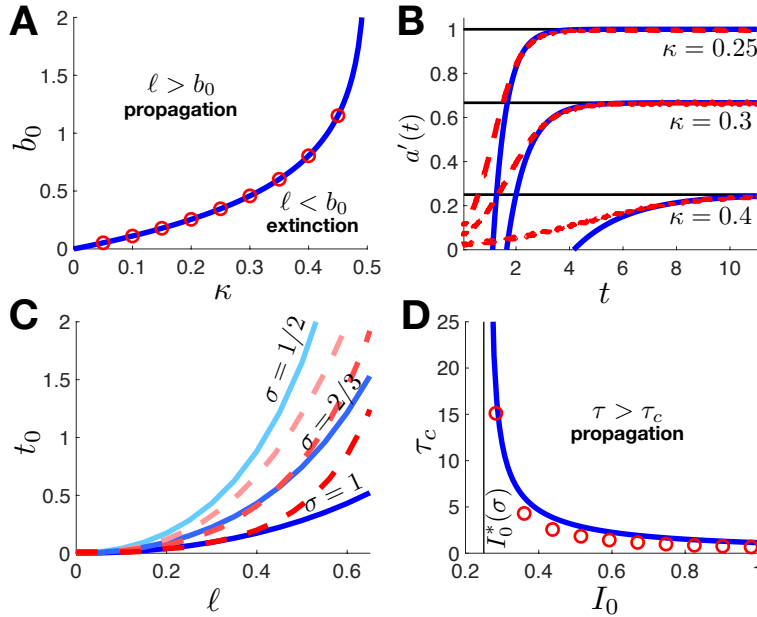 A
2
1.5
1
0.5
0
b₀
ℓ > b₀
propagation
ℓ < b₀
extinction
0 0.1 0.2 0.3 0.4 0.5
κ
B
1
0.8
0.6
0.4
0.2
0
a′(t)
κ = 0.25
κ = 0.3
κ = 0.4
2 4 6 8 10
t
C
2
1.5
1
0.5
0
t₀
σ = 1/2
σ = 2/3
σ = 1
0 0.2 0.4 0.6
ℓ
D
25
20
15
10
5
0
τ_c
τ > τ_c
propagation
I₀*(σ)
0.2 0.4 0.6 0.8 1
I₀